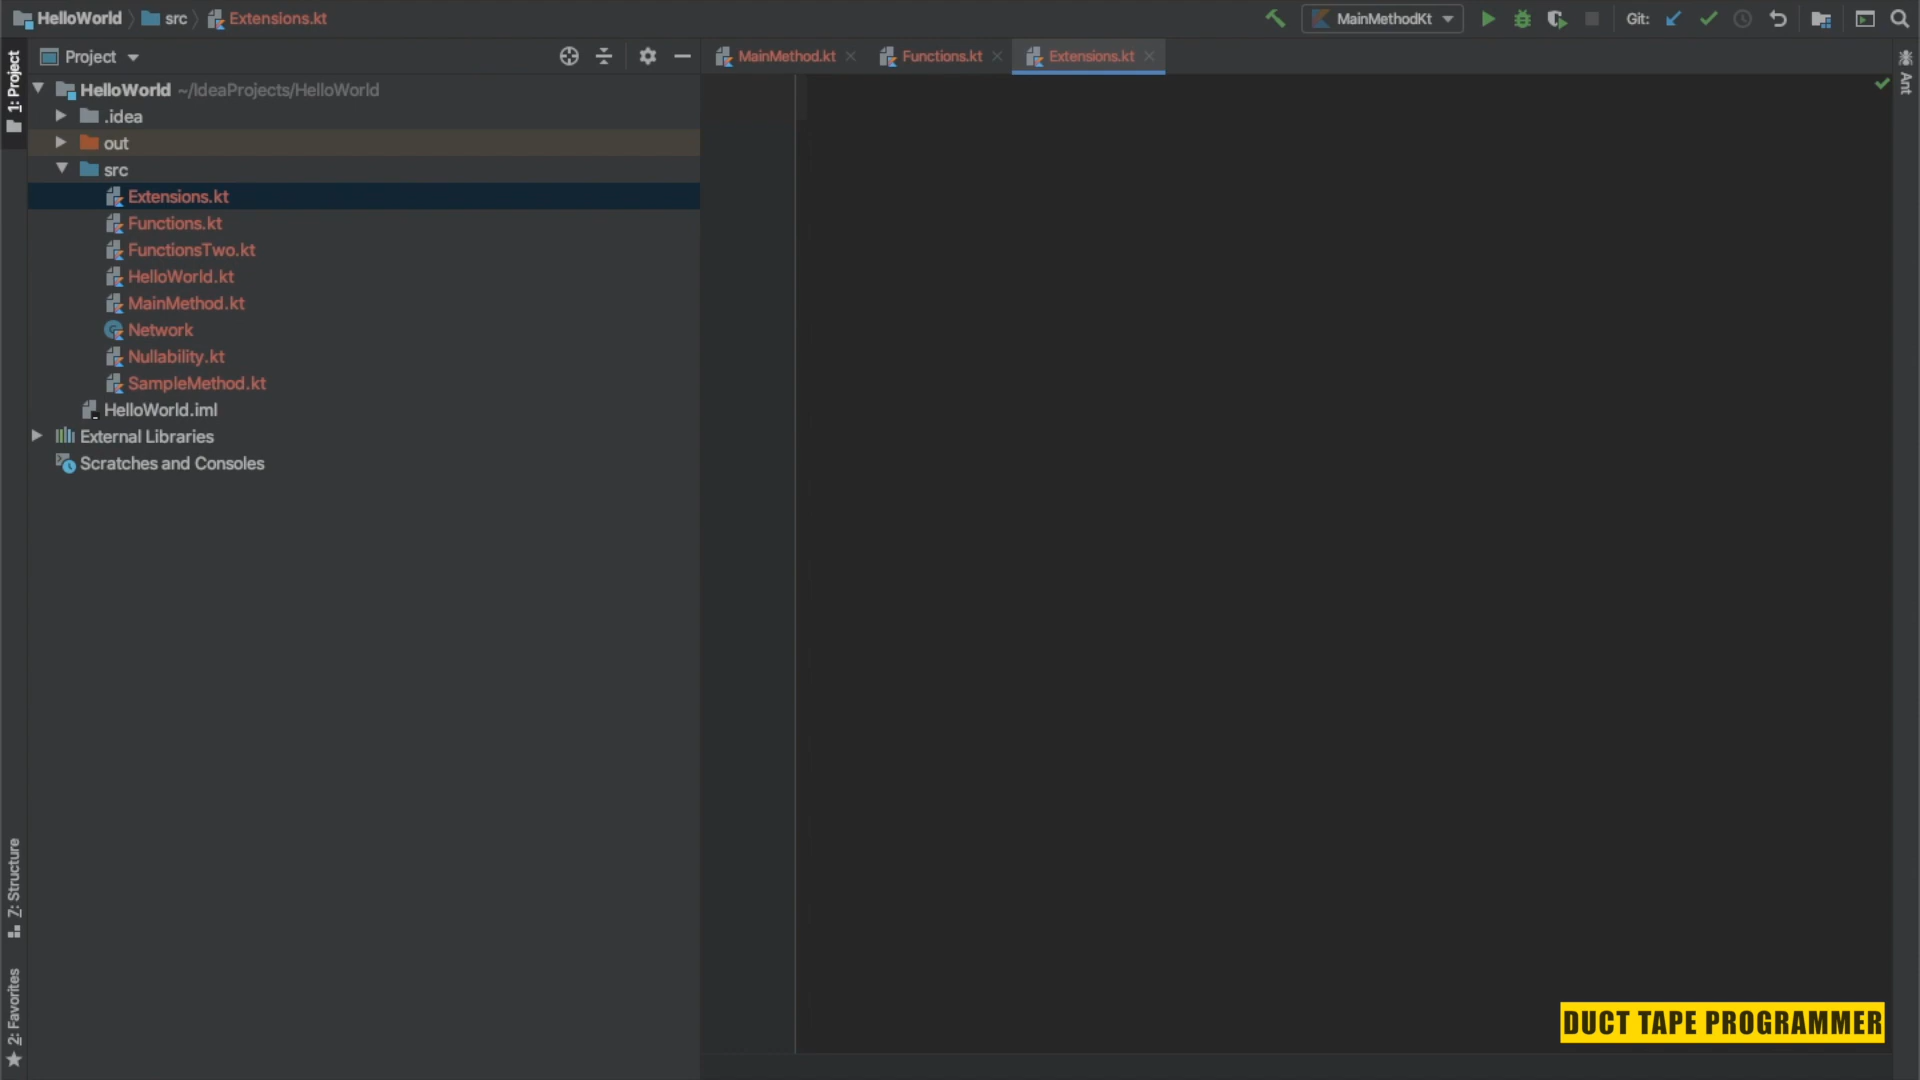 HelloWorld src Extensions.kt MainMethodKt Git:
1: Project
Project
MainMethod.kt Functions.kt Extensions.kt
Ant
HelloWorld ~/IdeaProjects/HelloWorld
.idea
out
src
Extensions.kt
Functions.kt
FunctionsTwo.kt
HelloWorld.kt
MainMethod.kt
Network
Nullability.kt
SampleMethod.kt
HelloWorld.iml
External Libraries
Scratches and Consoles
Z: Structure
2: Favorites
DUCT TAPE PROGRAMMER